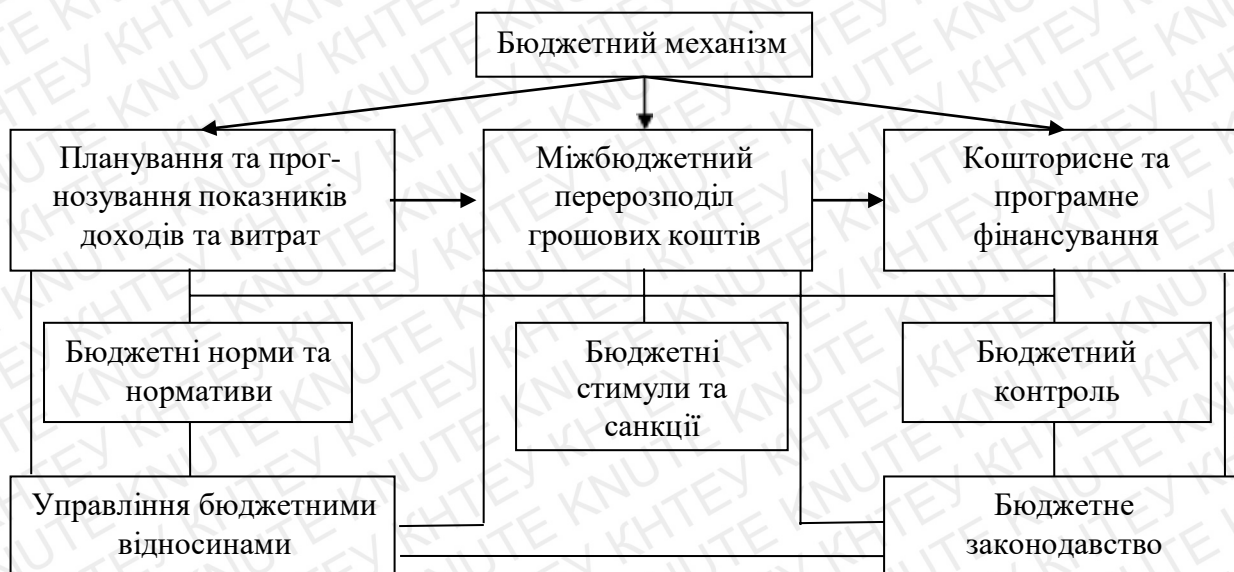 Бюджетний механізм
Планування та прог-
нозування показників
доходів та витрат
Міжбюджетний
перерозподіл
грошових коштів
Кошторисне та
програмне
фінансування
Бюджетні норми та
нормативи
Бюджетні
стимули та
санкції
Бюджетний
контроль
Управління бюджетними
відносинами
Бюджетне
законодавство